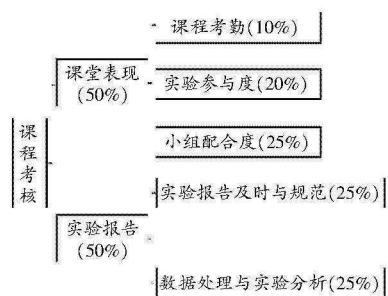 课程考核
课堂表现
(50%)
课程考勤(10%)
实验参与度(20%)
小组配合度(25%)
实验报告
(50%)
实验报告及时与规范(25%)
数据处理与实验分析(25%)